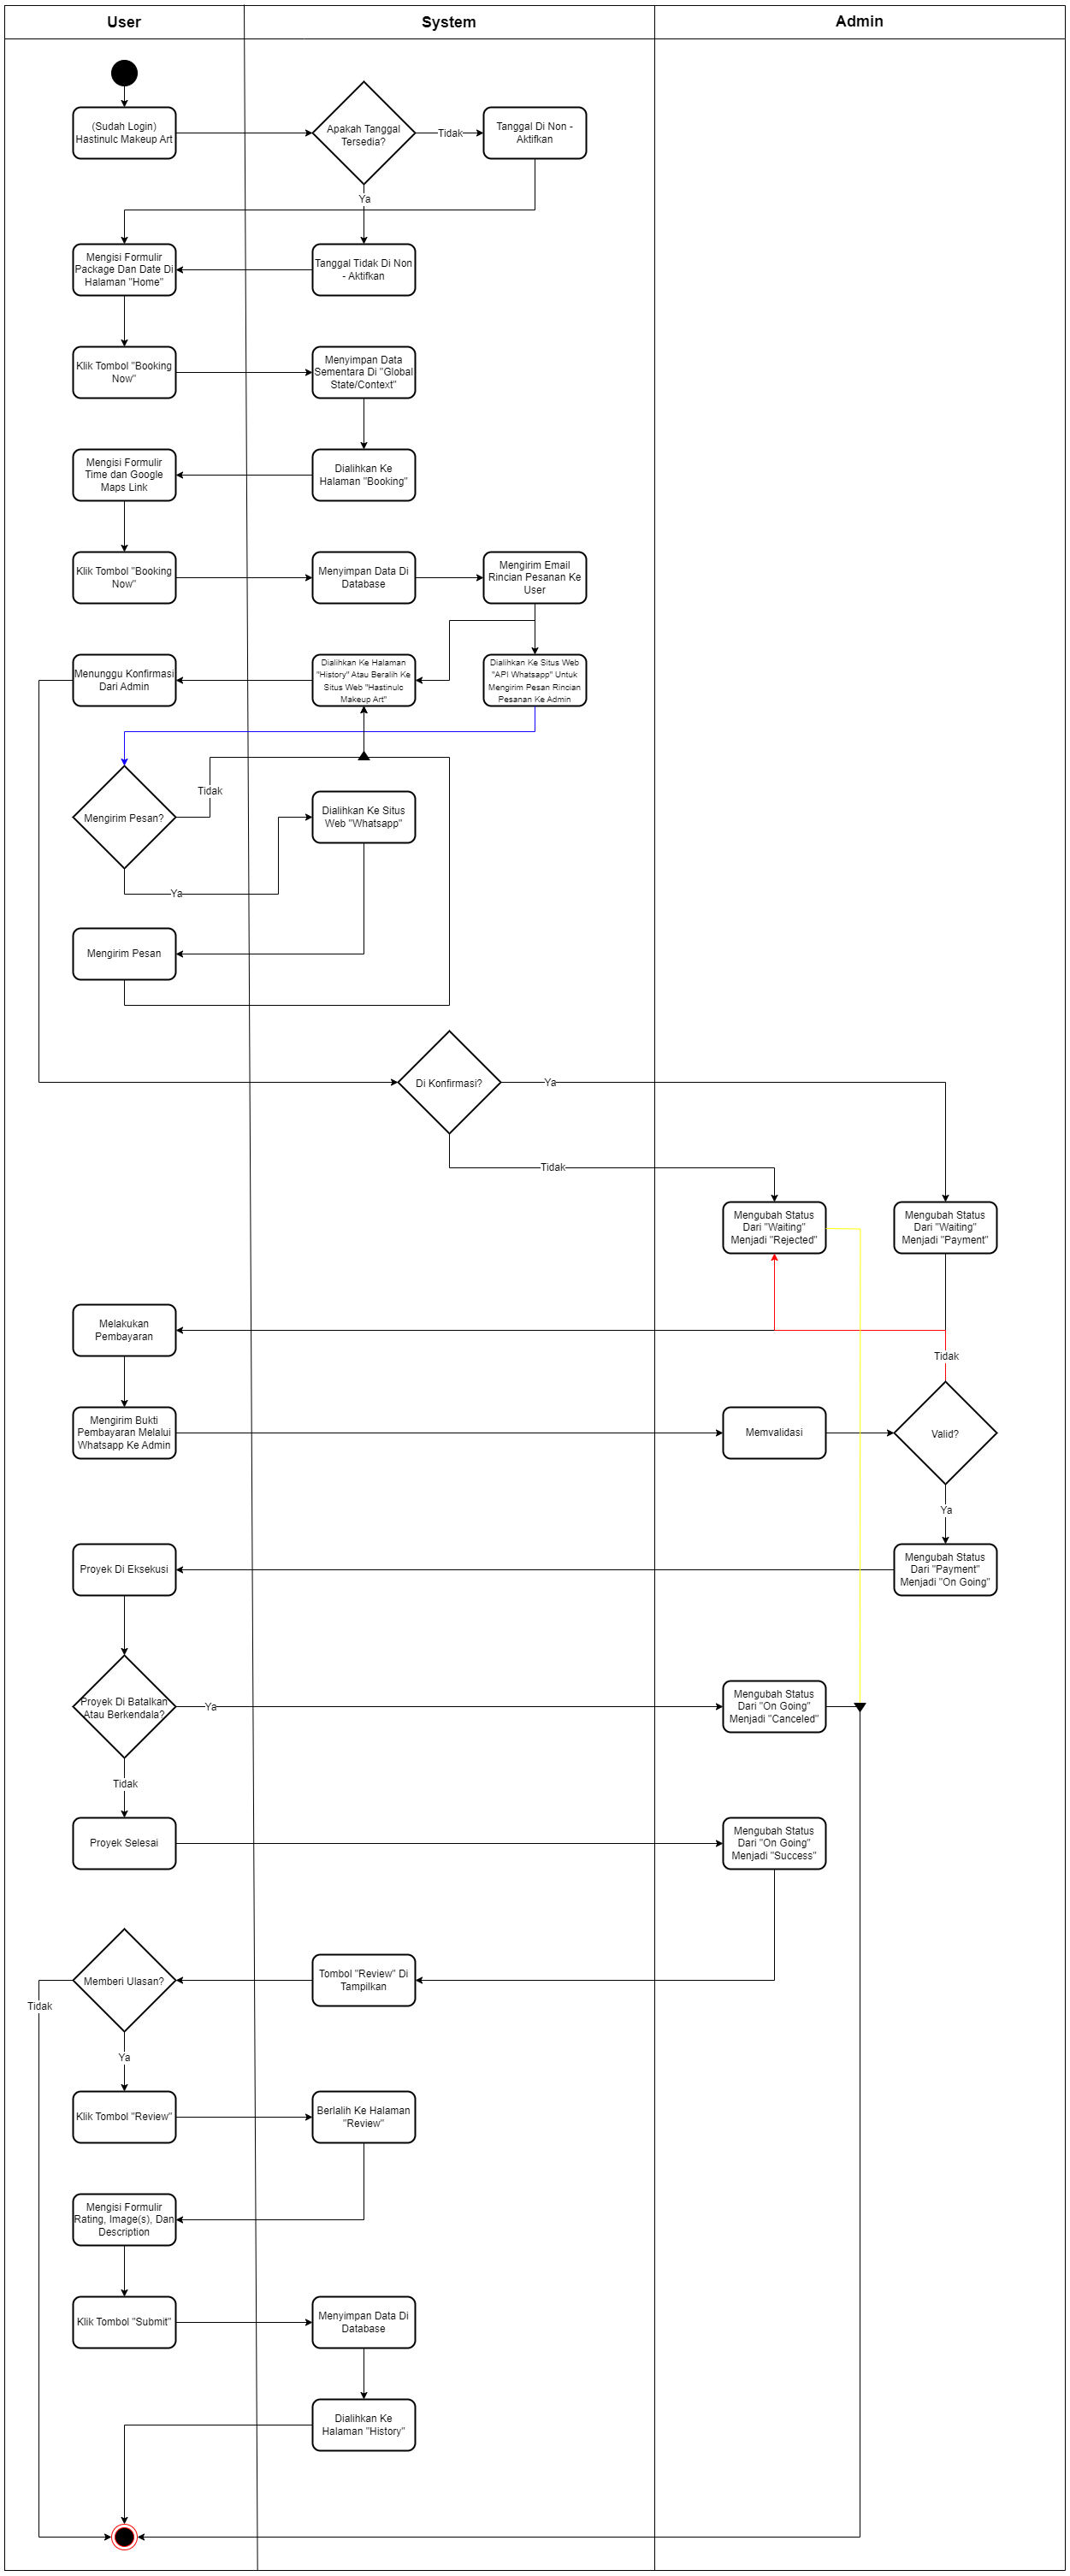 User
System
Admin
(Sudah Login)
Hastinulc Makeup Art
Apakah Tanggal
Tersedia?
Tidak
Tanggal Di Non -
Aktifkan
Ya
Mengisi Formulir
Package Dan Date Di
Halaman "Home"
Tanggal Tidak Di Non
- Aktifkan
Klik Tombol "Booking
Now"
Menyimpan Data
Sementara Di "Global
State/Context"
Mengisi Formulir
Time dan Google
Maps Link
Dialihkan Ke
Halaman "Booking"
Klik Tombol "Booking
Now"
Menyimpan Data Di
Database
Mengirim Email
Rincian Pesanan Ke
User
Menunggu Konfirmasi
Dari Admin
Dialihkan Ke Halaman
"History" Atau Beralih Ke
Situs Web "Hastinulc
Makeup Art"
Dialihkan Ke Situs Web
"API Whatsapp" Untuk
Mengirim Pesan Rincian
Pesanan Ke Admin
Mengirim Pesan?
Tidak
Dialihkan Ke Situs
Web "Whatsapp"
Ya
Mengirim Pesan
Di Konfirmasi?
Ya
Tidak
Mengubah Status
Dari "Waiting"
Menjadi "Rejected"
Mengubah Status
Dari "Waiting"
Menjadi "Payment"
Melakukan
Pembayaran
Tidak
Mengirim Bukti
Pembayaran Melalui
Whatsapp Ke Admin
Memvalidasi
Valid?
Ya
Proyek Di Eksekusi
Mengubah Status
Dari "Payment"
Menjadi "On Going"
Proyek Di Batalkan
Atau Berkendala?
Ya
Mengubah Status
Dari "On Going"
Menjadi "Canceled"
Tidak
Proyek Selesai
Mengubah Status
Dari "On Going"
Menjadi "Success"
Memberi Ulasan?
Tombol "Review" Di
Tampilkan
Tidak
Ya
Klik Tombol "Review"
Berlalih Ke Halaman
"Review"
Mengisi Formulir
Rating, Image(s), Dan
Description
Klik Tombol "Submit"
Menyimpan Data Di
Database
Dialihkan Ke
Halaman "History"